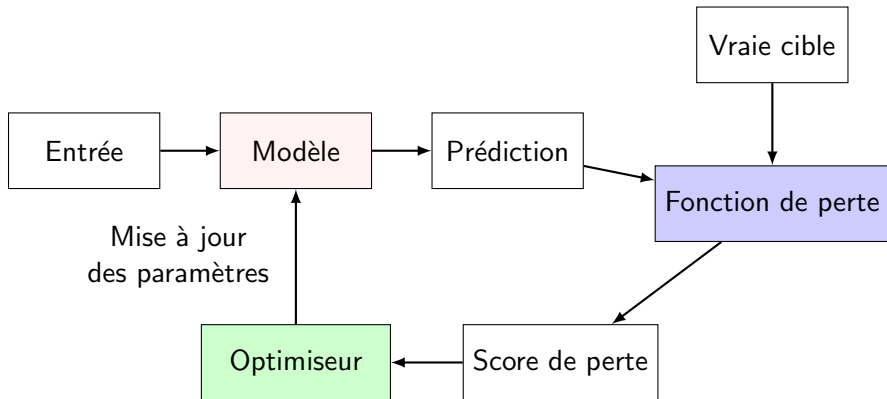 Vraie cible
Entrée
Modèle
Prédiction
Fonction de perte
Mise à jour
des paramètres
Optimiseur
Score de perte